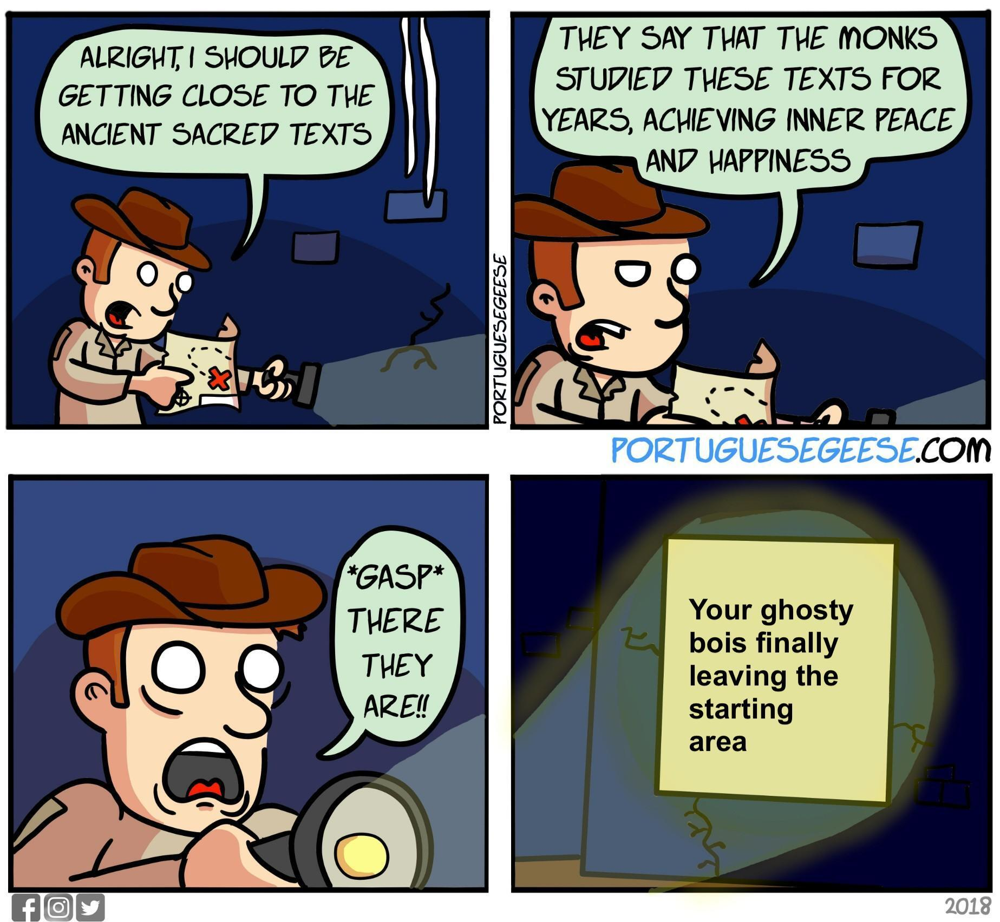 ALRIGHT, I SHOULD BE
GETTING CLOSE TO THE
ANCIENT SACRED TEXTS
THEY SAY THAT THE MONKS
STUDIED THESE TEXTS FOR
YEARS, ACHIEVING INNER PEACE
AND HAPPINESS
PORTUGUESEGEESE
PORTUGUESEGEESE.COM
*GASP*
THERE
THEY
ARE!!
Your ghosty
bois finally
leaving the
starting
area
2018